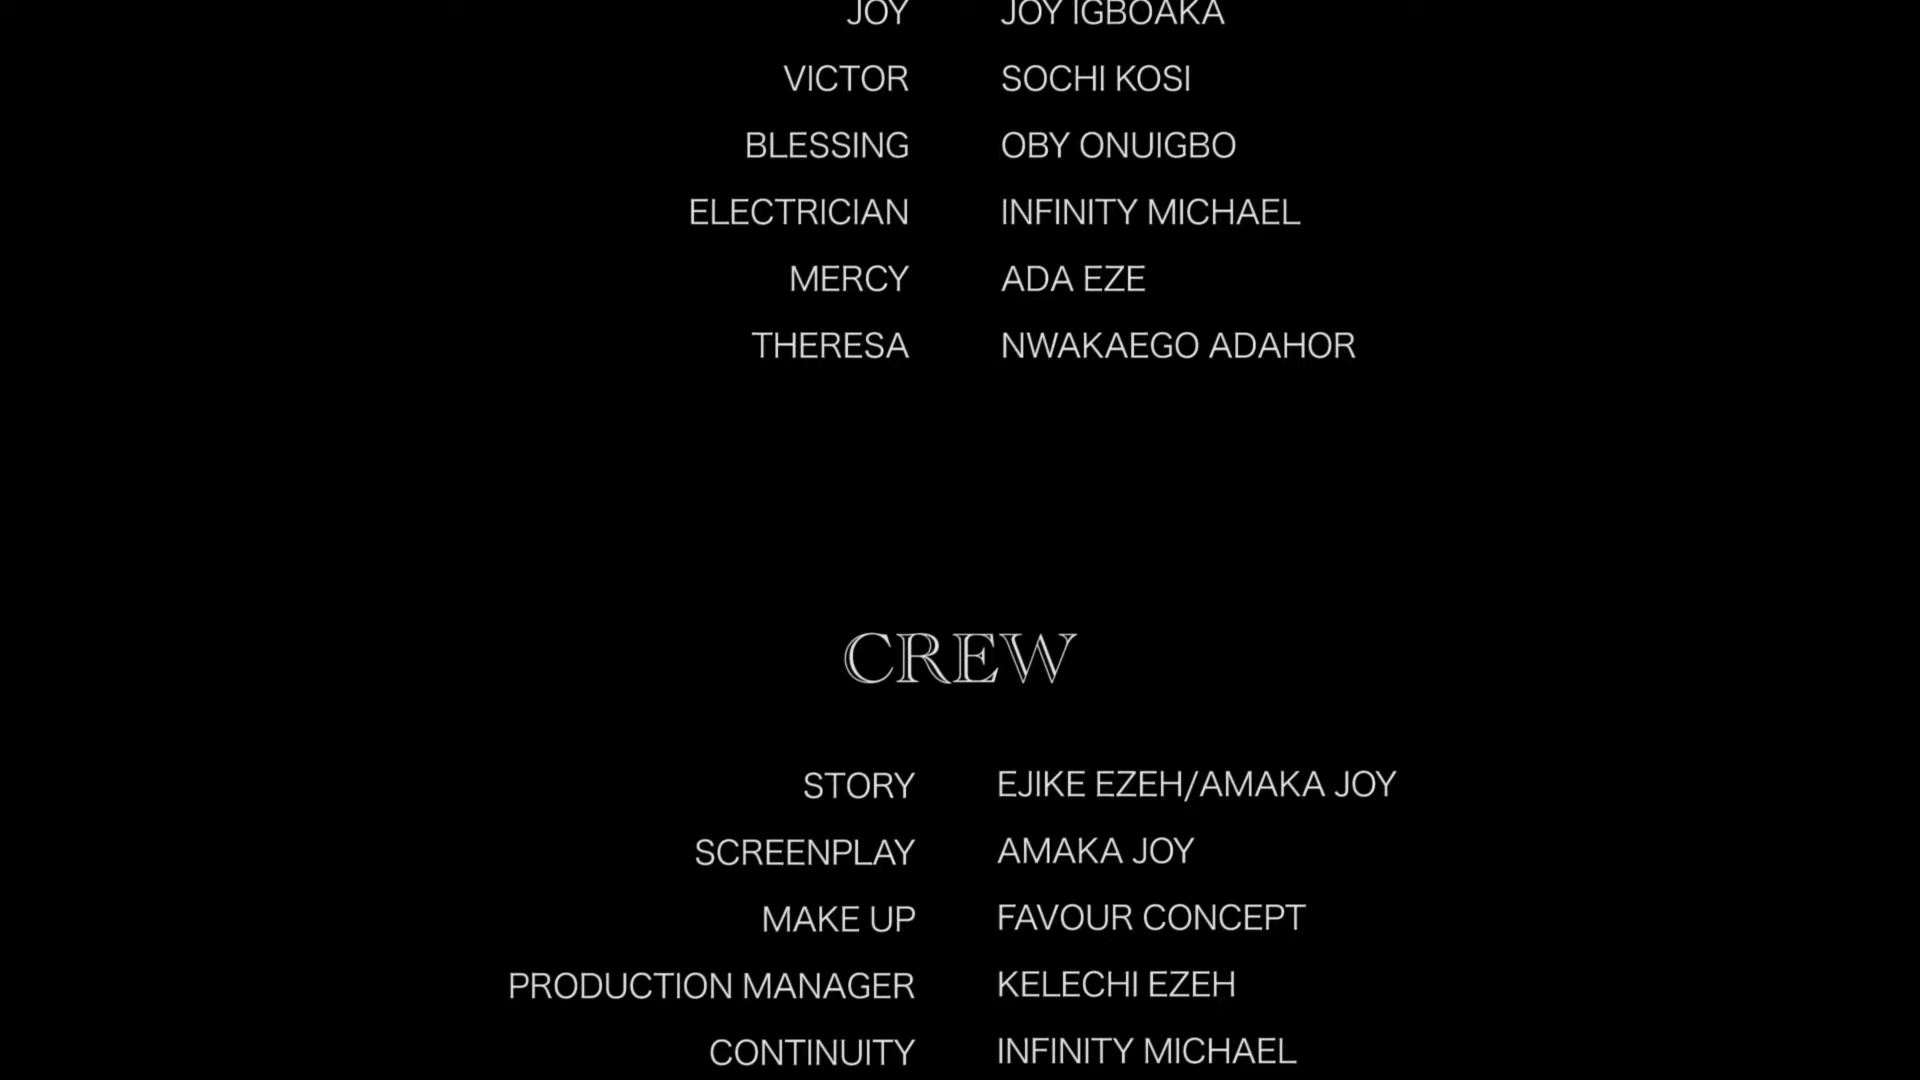 JOY JOY IGBOAKA
VICTOR SOCHI KOSI
BLESSING OBY ONUIGBO
ELECTRICIAN INFINITY MICHAEL
MERCY ADA EZE
THERESA NWAKAEGO ADAHOR
CREW
STORY EJIKE EZEH/AMAKA JOY
SCREENPLAY AMAKA JOY
MAKE UP FAVOUR CONCEPT
PRODUCTION MANAGER KELECHI EZEH
CONTINUITY INFINITY MICHAEL